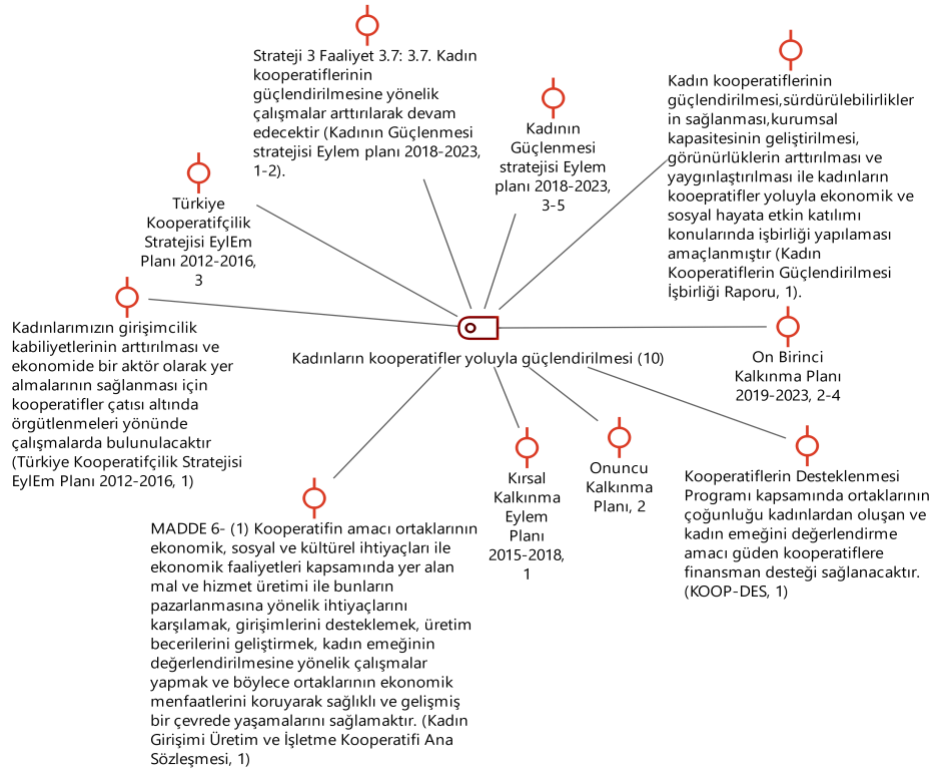 Strateji 3 Faaliyet 3.7: 3.7. Kadın
kooperatiflerinin
güçlendirilmesine yönelik
çalışmalar arttırılarak devam
edecektir (Kadının Güçlenmesi
stratejisi Eylem planı 2018-2023,
1-2).
Kadının
Güçlenmesi
stratejisi Eylem
planı 2018-2023,
3-5
Kadın kooperatiflerinin
güçlendirilmesi,sürdürülebilirlikler
in sağlanması,kurumsal
kapasitesinin geliştirilmesi,
görünürlüklerin arttırılması ve
yaygınlaştırılması ile kadınların
kooepratifler yoluyla ekonomik ve
sosyal hayata etkin katılımı
konularında işbirliği yapılaması
amaçlanmıştır (Kadın
Kooperatiflerin Güçlendirilmesi
İşbirliği Raporu, 1).
Türkiye
Kooperatifçilik
Stratejisi EylEm
Planı 2012-2016,
3
Kadınlarımızın girişimcilik
kabiliyetlerinin arttırılması ve
ekonomide bir aktör olarak yer
almalarının sağlanması için
kooperatifler çatısı altında
örgütlenmeleri yönünde
çalışmalarda bulunulacaktır
(Türkiye Kooperatifçilik Stratejisi
EylEm Planı 2012-2016, 1)
Kadınların kooperatifler yoluyla güçlendirilmesi (10)
On Birinci
Kalkınma Planı
2019-2023, 2-4
MADDE 6- (1) Kooperatifin amacı ortaklarının
ekonomik, sosyal ve kültürel ihtiyaçları ile
ekonomik faaliyetleri kapsamında yer alan
mal ve hizmet üretimi ile bunların
pazarlanmasına yönelik ihtiyaçlarını
karşılamak, girişimlerini desteklemek, üretim
becerilerini geliştirmek, kadın emeğinin
değerlendirilmesine yönelik çalışmalar
yapmak ve böylece ortaklarının ekonomik
menfaatlerini koruyarak sağlıklı ve gelişmiş
bir çevrede yaşamalarını sağlamaktır. (Kadın
Girişimi Üretim ve İşletme Kooperatifi Ana
Sözleşmesi, 1)
Kırsal
Kalkınma
Eylem
Planı
2015-2018,
1
Onuncu
Kalkınma
Planı, 2
Kooperatiflerin Desteklenmesi
Programı kapsamında ortaklarının
çoğunluğu kadınlardan oluşan ve
kadın emeğini değerlendirme
amacı güden kooperatiflere
finansman desteği sağlanacaktır.
(KOOP-DES, 1)